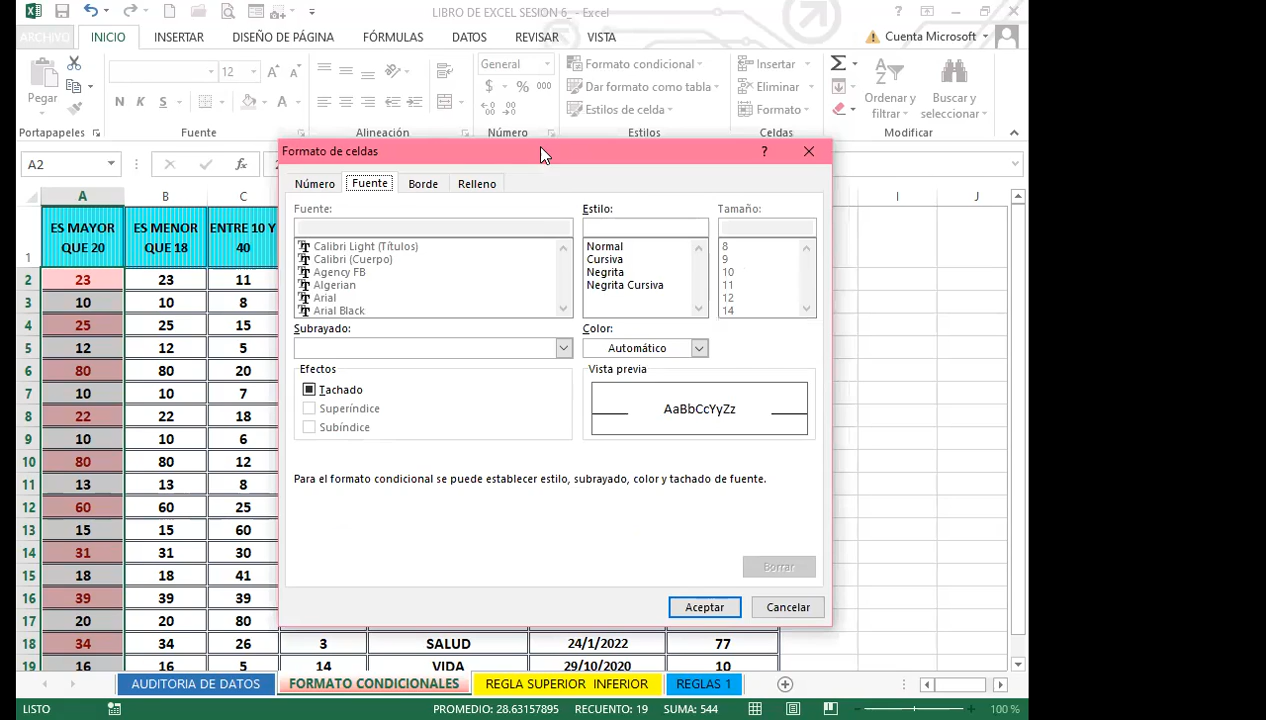 LIBRO DE EXCEL SESION 6_ - Excel
ARCHIVO INICIO INSERTAR DISEÑO DE PÁGINA FÓRMULAS DATOS REVISAR VISTA Cuenta Microsoft
Pegar
12
N K S
General
$ % 000
Formato condicional
Dar formato como tabla
Estilos de celda
Insertar
Eliminar
Formato
Ordenar y filtrar
Buscar y seleccionar
Portapapeles Fuente Alineación Número Estilos Celdas Modificar
A2
Formato de celdas
Número Fuente Borde Relleno
Fuente: Estilo: Tamaño:
Calibri Light (Títulos) Normal 8
Calibri (Cuerpo) Cursiva 9
Agency FB Negrita 10
Algerian Negrita Cursiva 11
Arial 12
Arial Black 14
Subrayado: Color:
Automático
Efectos Vista previa
Tachado
Superíndice
Subíndice
AaBbCcYyZz
Para el formato condicional se puede establecer estilo, subrayado, color y tachado de fuente.
Borrar
Aceptar Cancelar
A B C I J
1 ES MAYOR QUE 20 ES MENOR QUE 18 ENTRE 10 Y 40
2 23 23 11
3 10 10 8
4 25 25 15
5 12 12 5
6 80 80 20
7 10 10 7
8 22 22 18
9 10 10 6
10 80 80 12
11 13 13 8
12 60 60 25
13 15 15 60
14 31 31 30
15 18 18 41
16 39 39 39
17 20 20 80
18 34 34 26 3 SALUD 24/1/2022 77
19 16 16 5 14 VIDA 29/10/2020 10
AUDITORIA DE DATOS FORMATO CONDICIONALES REGLA SUPERIOR INFERIOR REGLAS 1
LISTO PROMEDIO: 28.63157895 RECUENTO: 19 SUMA: 544 100 %